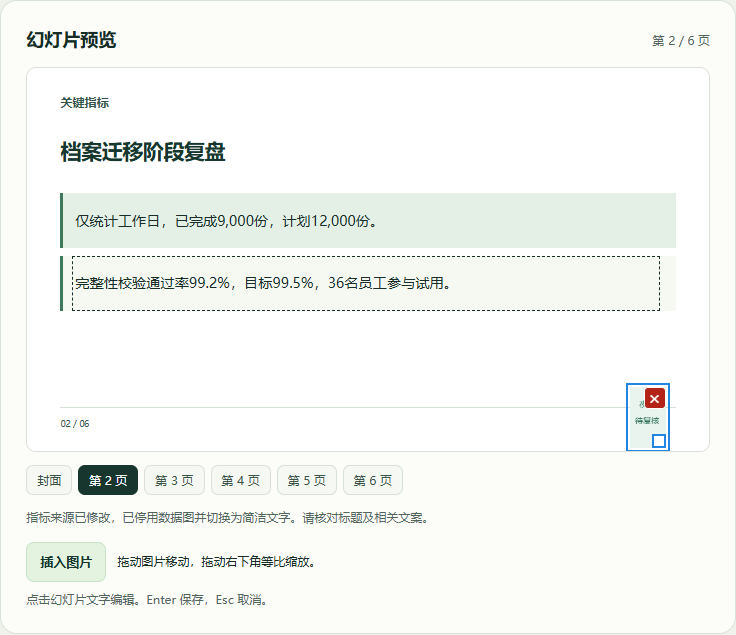 幻灯片预览
第 2 / 6 页
关键指标
档案迁移阶段复盘
仅统计工作日，已完成9,000份，计划12,000份。
完整性校验通过率99.2%，目标99.5%，36名员工参与试用。
待复核
02 / 06
封面
第 2 页
第 3 页
第 4 页
第 5 页
第 6 页
指标来源已修改，已停用数据图并切换为简洁文字。请核对标题及相关文案。
插入图片
拖动图片移动，拖动右下角等比缩放。
点击幻灯片文字编辑。Enter 保存，Esc 取消。